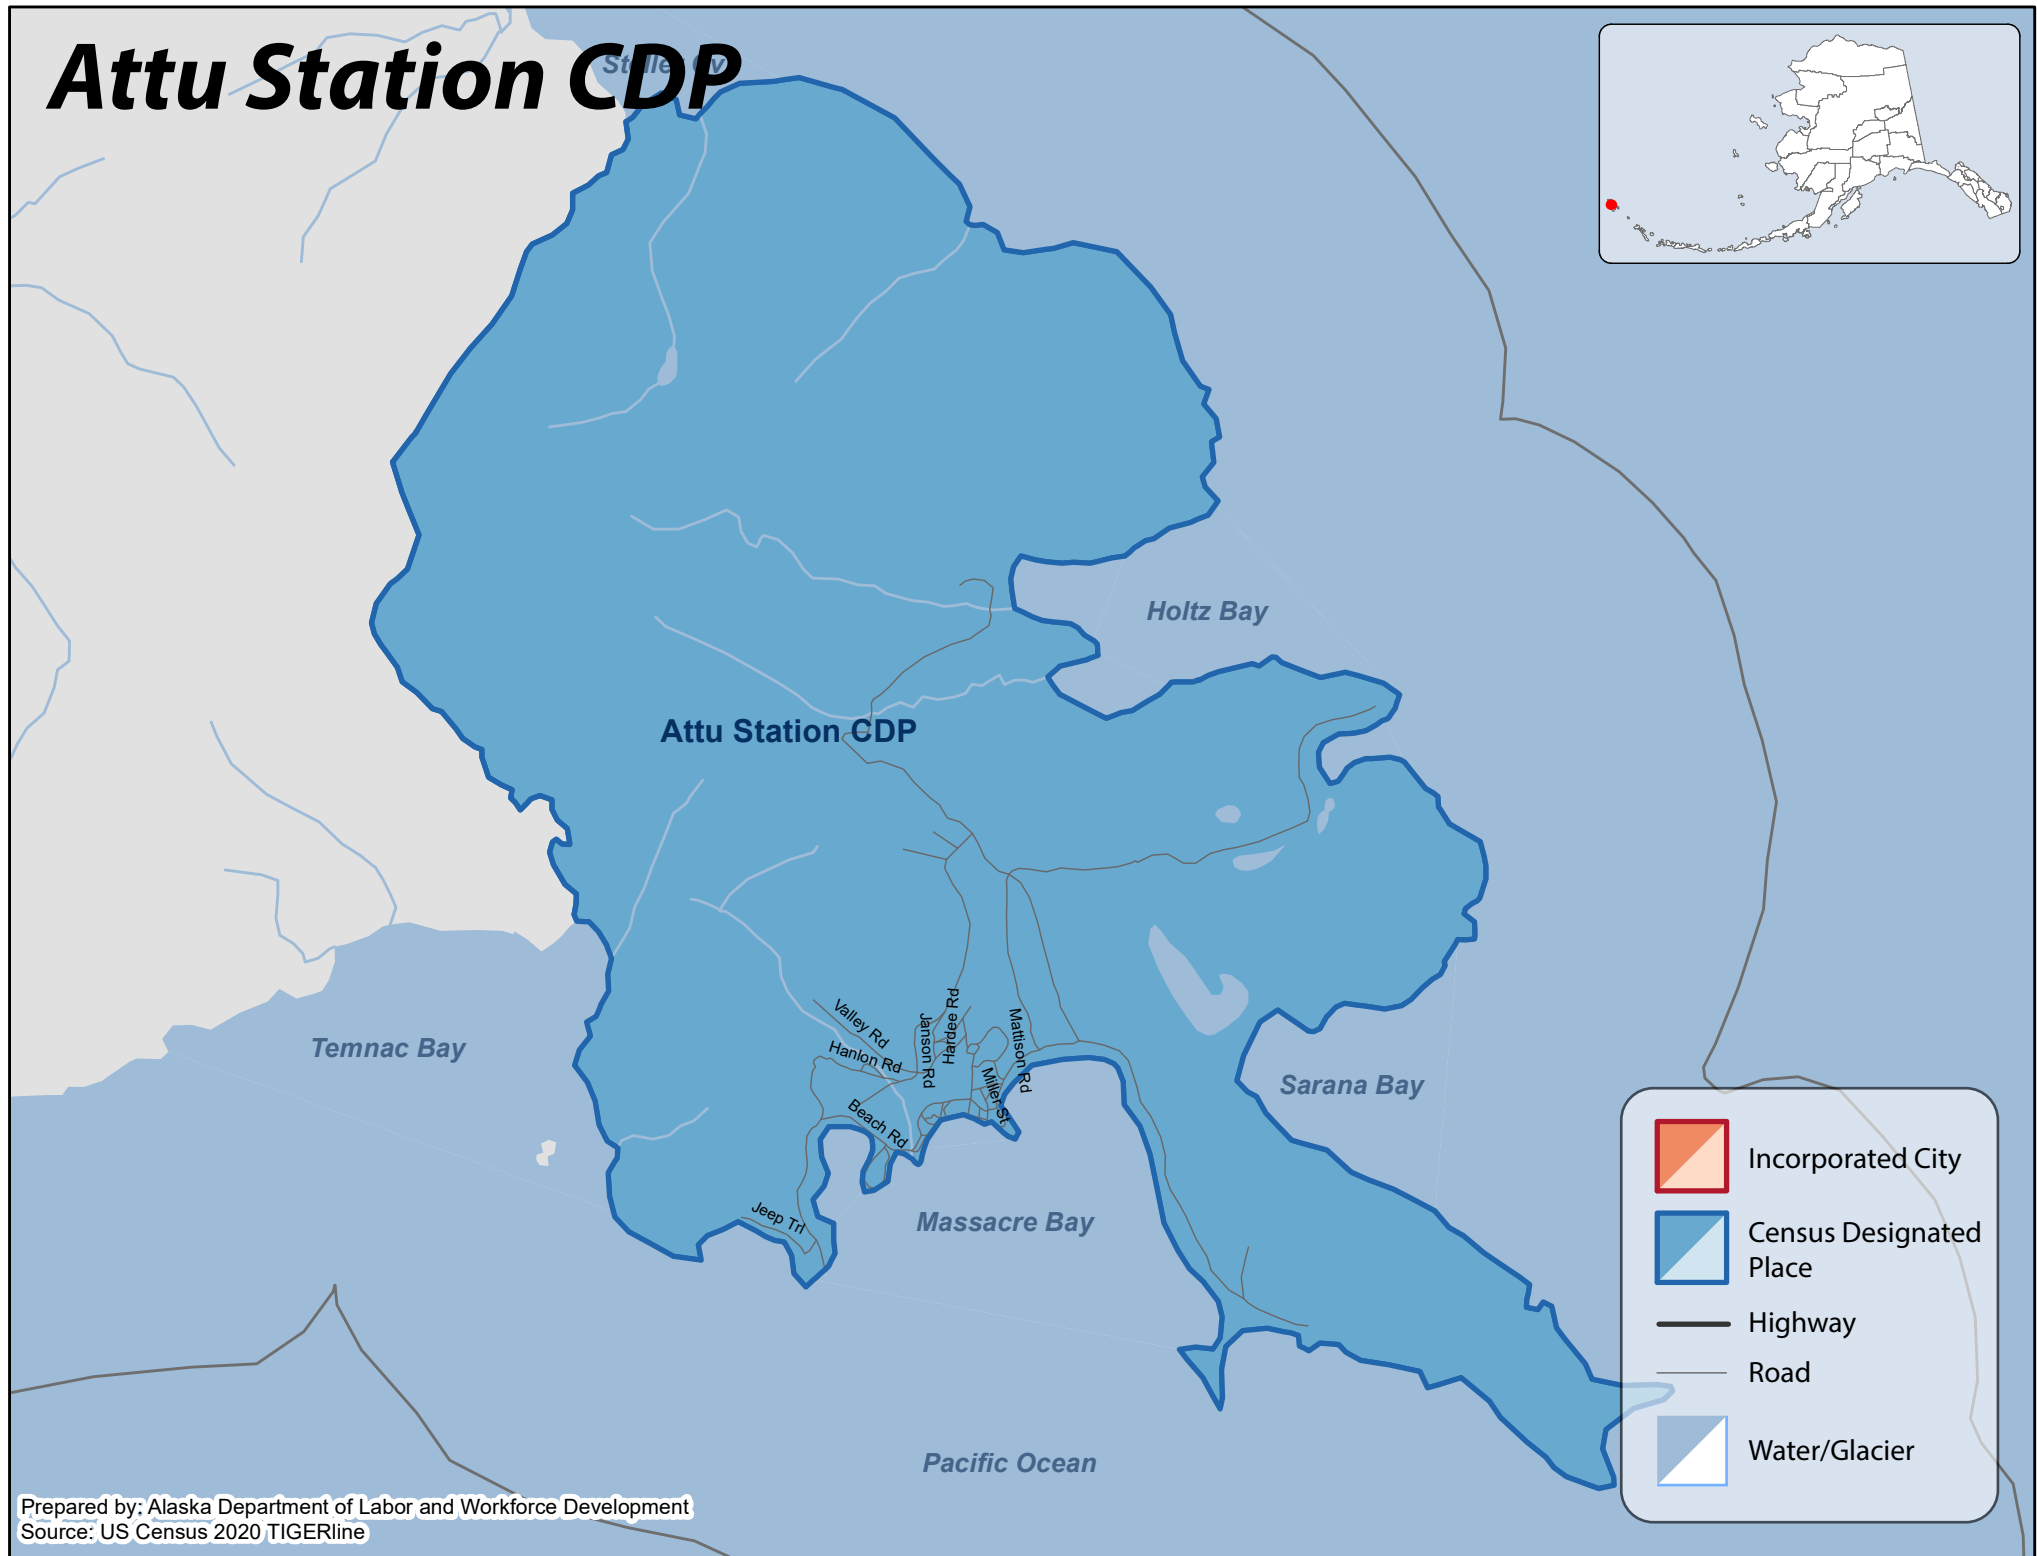 Attu Station CDP
Holtz Bay
Attu Station CDP
Valley Rd
Hanlon Rd
Janson Rd
Hardee Rd
Mattison Rd
Miller St
Beach Rd
Jeep Trl
Temnac Bay
Sarana Bay
Massacre Bay
Pacific Ocean
Incorporated City
Census Designated
Place
Highway
Road
Water/Glacier
Prepared by: Alaska Department of Labor and Workforce Development
Source: US Census 2020 TIGERline